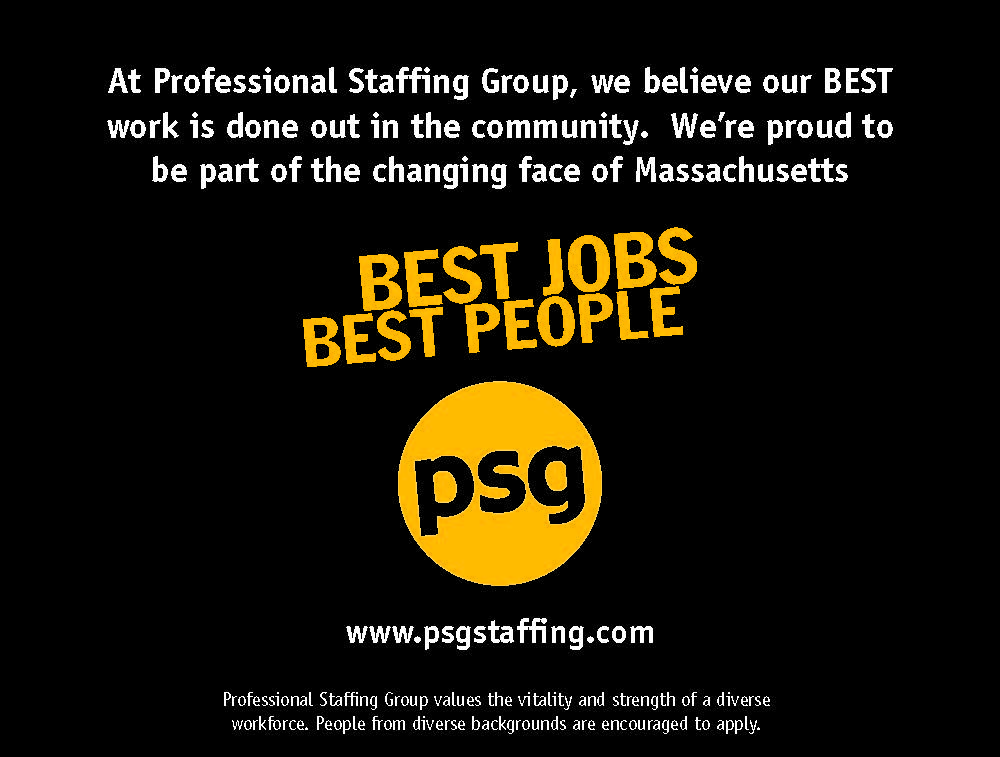 At Professional Staffing Group, we believe our BEST
work is done out in the community.  We're proud to
be part of the changing face of Massachusetts
BEST JOBS
BEST PEOPLE
psg
www.psgstaffing.com
Professional Staffing Group values the vitality and strength of a diverse
workforce. People from diverse backgrounds are encouraged to apply.